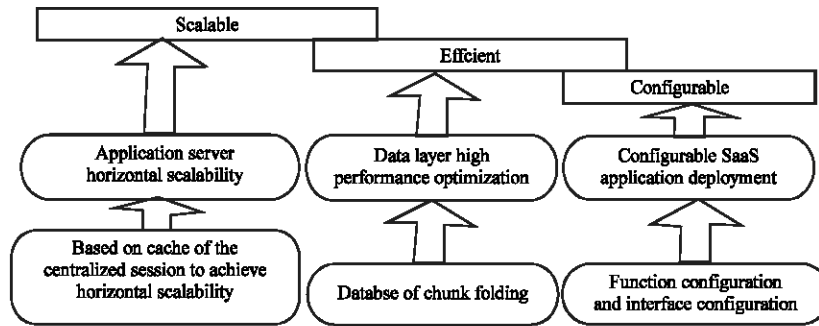 Scalable
Effcient
Configurable
Application server
horizontal scalability
Data layer high
performance optimization
Configurable SaaS
application deployment
Based on cache of the
centralized session to achieve
horizontal scalability
Databse of chunk folding
Function configuration
and interface configuration